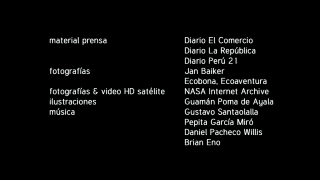 material prensa Diario El Comercio
Diario La República
Diario Perú 21
fotografías Jan Baiker
Ecobona, Ecoaventura
fotografías & video HD satélite NASA Internet Archive
ilustraciones Guamán Poma de Ayala
música Gustavo Santaolalla
Pepita García Miró
Daniel Pacheco Willis
Brian Eno